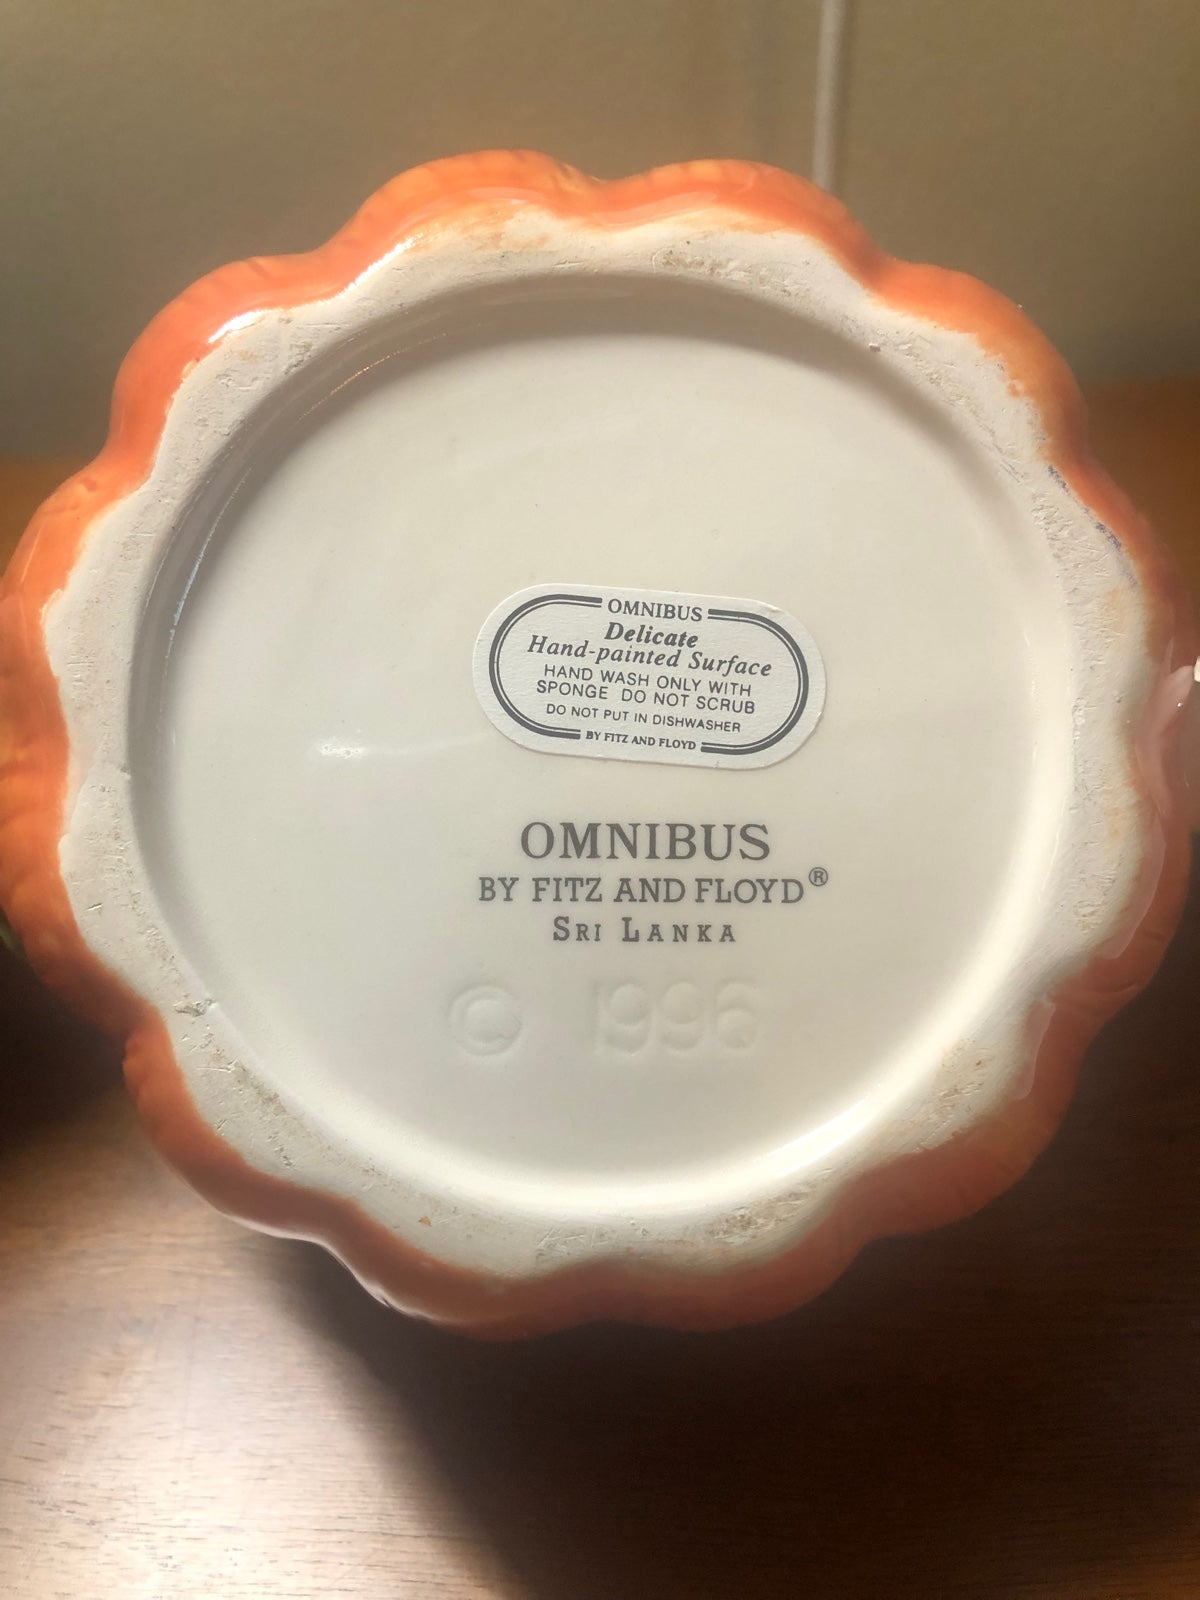 OMNIBUS
Delicate
Hand-painted Surface
HAND WASH ONLY WITH
SPONGE DO NOT SCRUB
DO NOT PUT IN DISHWASHER
BY FITZ AND FLOYD
OMNIBUS
BY FITZ AND FLOYD®
SRI LANKA
© 1996